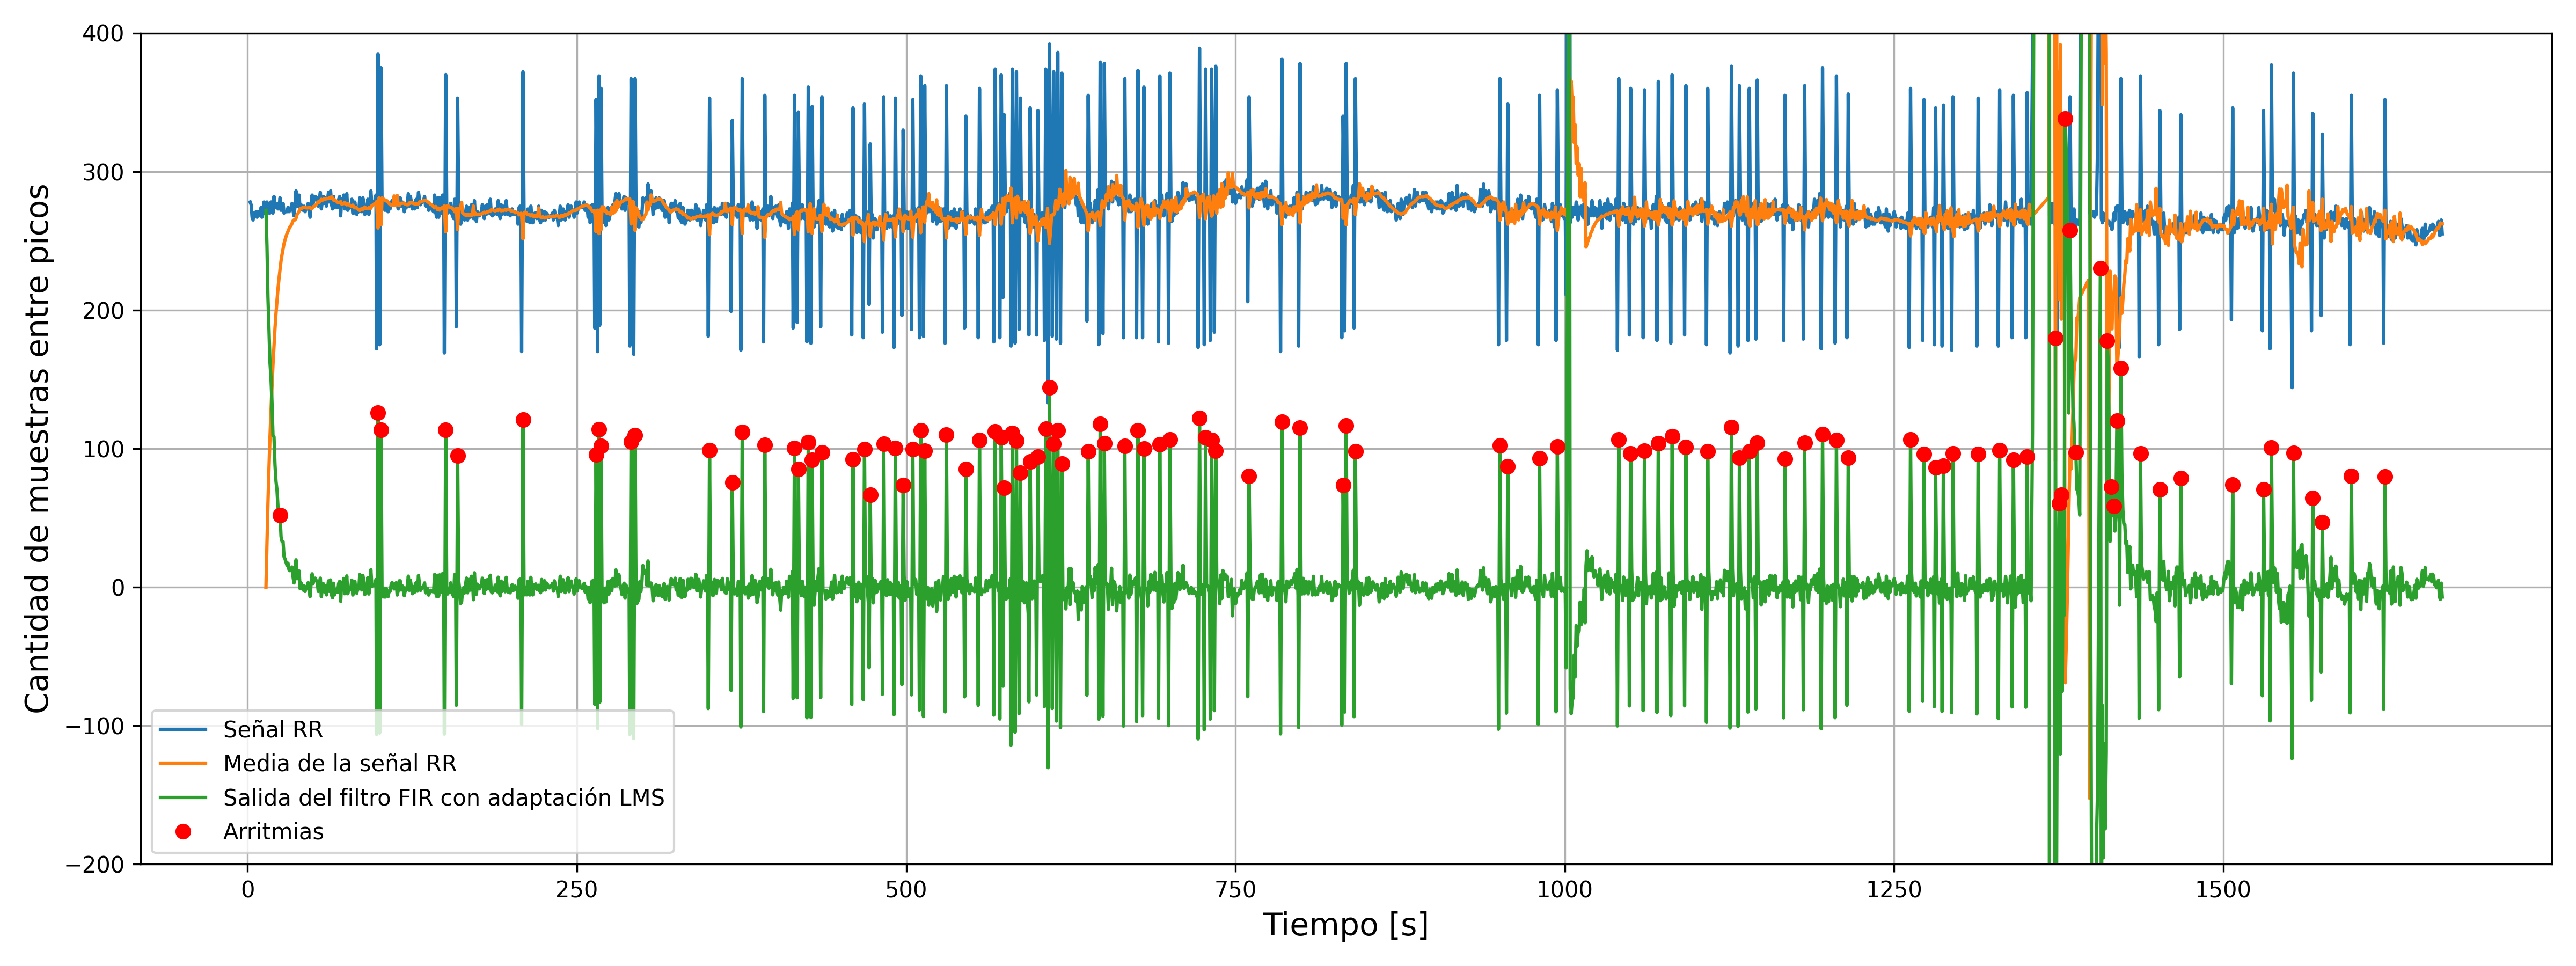 400
300
200
100
0
−100
−200
Cantidad de muestras entre picos
Señal RR
Media de la señal RR
Salida del filtro FIR con adaptación LMS
Arritmias
0 250 500 750 1000 1250 1500
Tiempo [s]